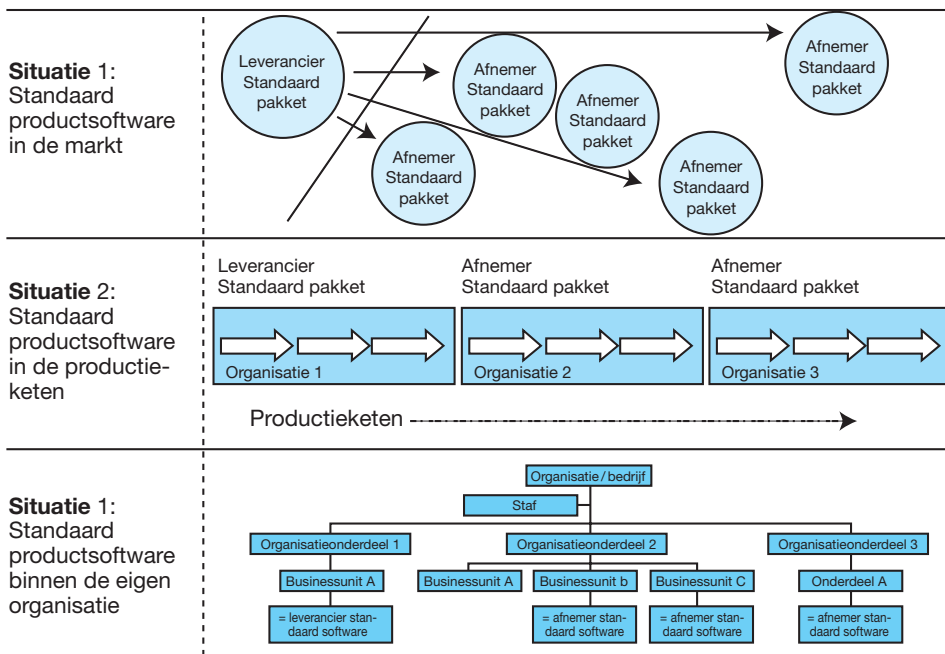 Situatie 1:
Standaard
productsoftware
in de markt
Leverancier
Standaard
pakket
Afnemer
Standaard
pakket
Afnemer
Standaard
pakket
Afnemer
Standaard
pakket
Afnemer
Standaard
pakket
Afnemer
Standaard
pakket
Situatie 2:
Standaard
productsoftware
in de productie-
keten
Leverancier
Standaard pakket
Afnemer
Standaard pakket
Afnemer
Standaard pakket
Organisatie 1
Organisatie 2
Organisatie 3
Productieketen
Situatie 1:
Standaard
productsoftware
binnen de eigen
organisatie
Organisatie/bedrijf
Staf
Organisatieonderdeel 1
Organisatieonderdeel 2
Organisatieonderdeel 3
Businessunit A
Businessunit A
Businessunit b
Businessunit C
Onderdeel A
= leverancier stan-
daard software
= afnemer stan-
daard software
= afnemer stan-
daard software
= afnemer stan-
daard software